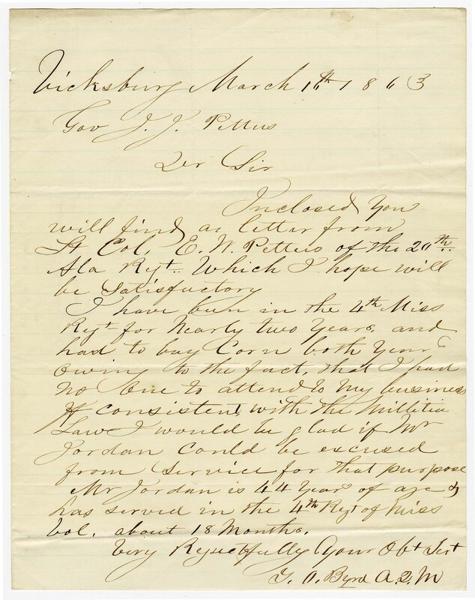 Vicksburg March 16th 1863
Gov J. J. Pettus
Der Sir
Inclosed You
will find a letter from
Lt Col, E. W. Pettus of the 20th
Ala Regt. Which I hope will
be Satisfactory
I have been in the 4th Miss
Regt for Nearly two Years, and
had to buy Corn both Years
Owing to the fact, that I had
no One to attend to My business
If consistent with the Millitia
Law I would be glad if Mr
Jordan could be excused
from Service for that purpose
Mr Jordan is 44 Years of age &
has served in the 4th Regt of Miss
Vol. about 18 Months.
Very Respectfully Your Obt Svt
Byrd A.Q.M